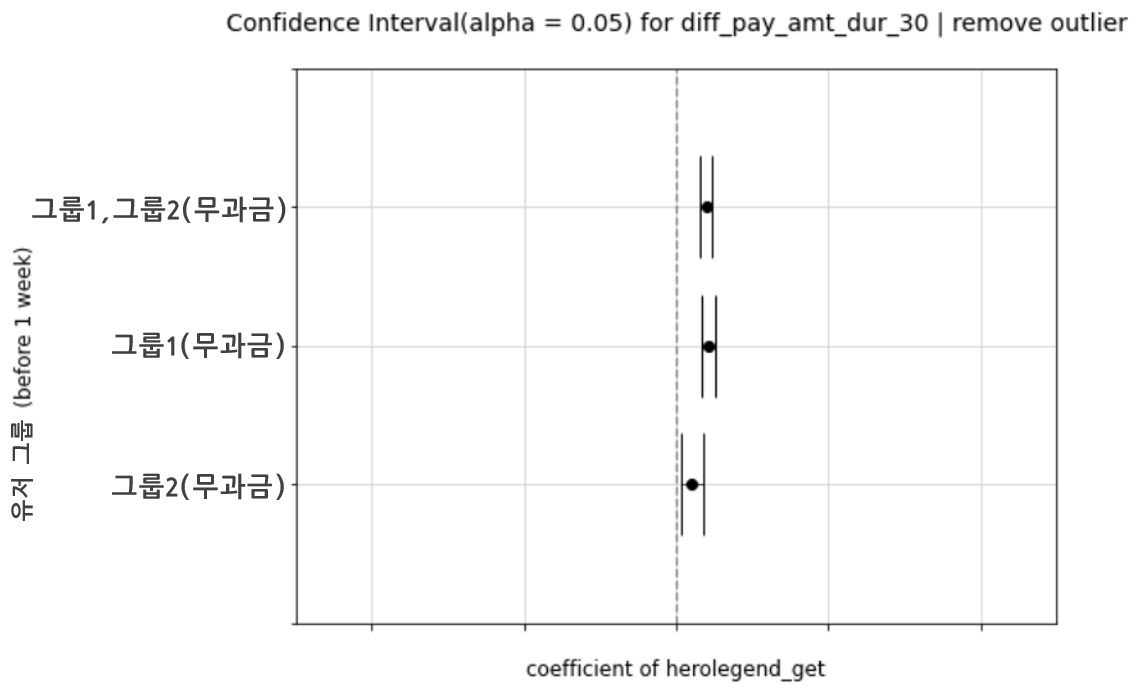 Confidence Interval(alpha = 0.05) for diff_pay_amt_dur_30 | remove outlier
그룹1,그룹2(무과금)
그룹1(무과금)
그룹2(무과금)
유저 그룹 (before 1 week)
coefficient of herolegend_get